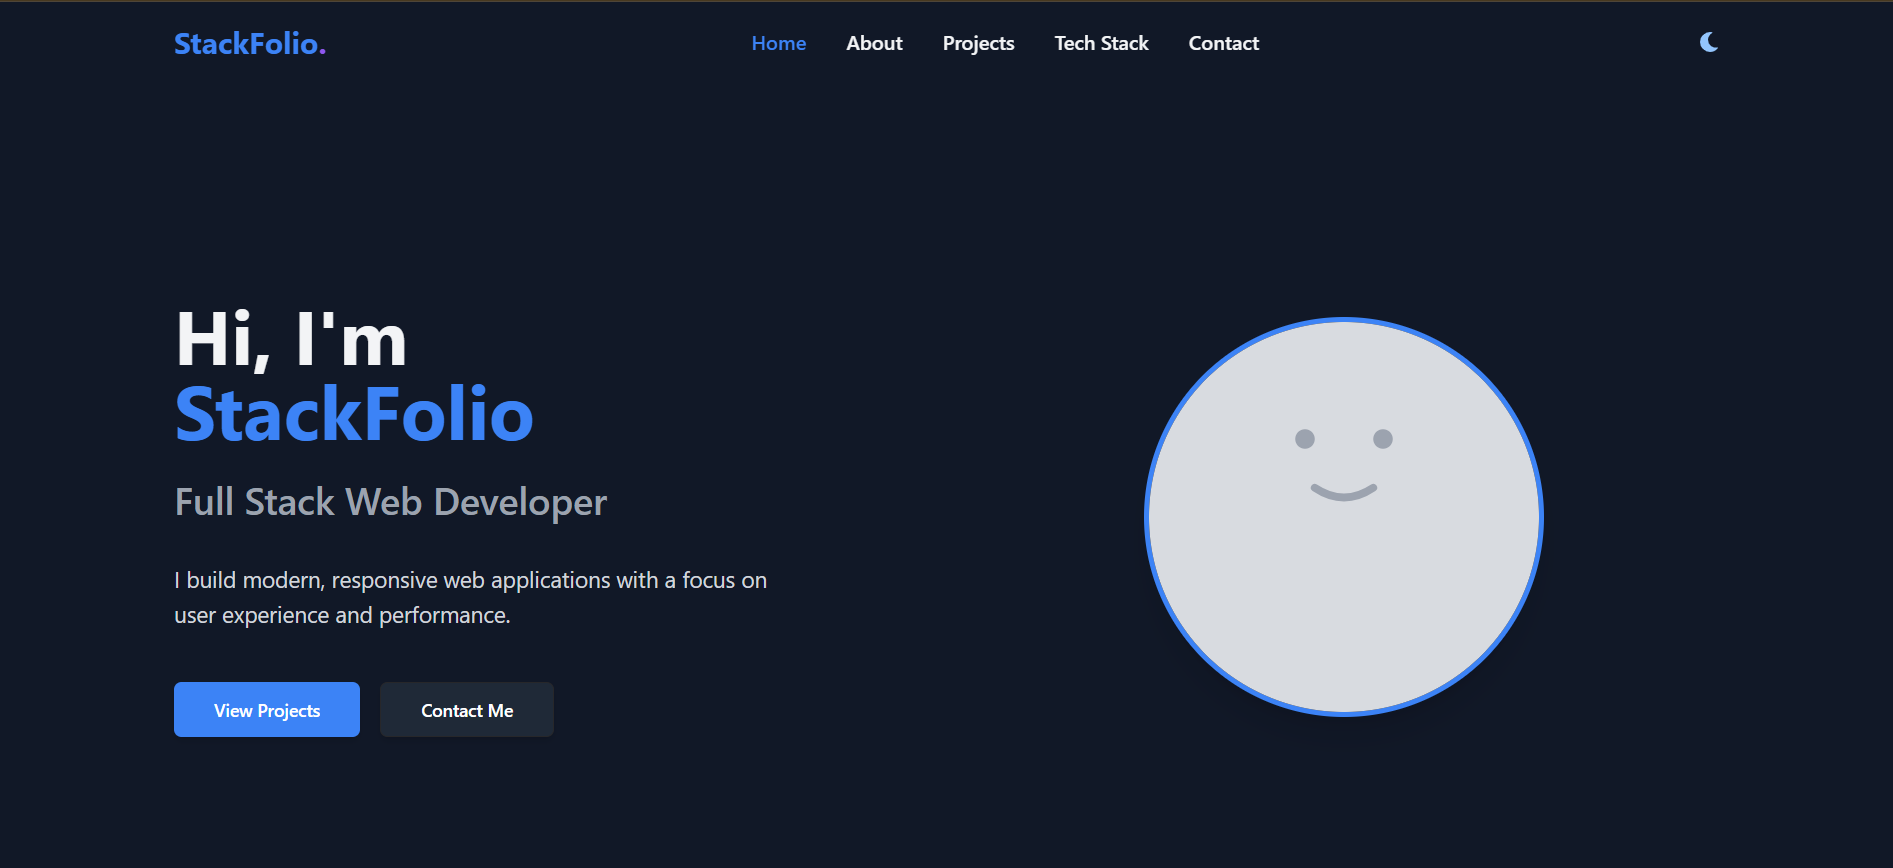 StackFolio.
Home
About
Projects
Tech Stack
Contact
Hi, I'm
StackFolio
Full Stack Web Developer
I build modern, responsive web applications with a focus on
user experience and performance.
View Projects
Contact Me